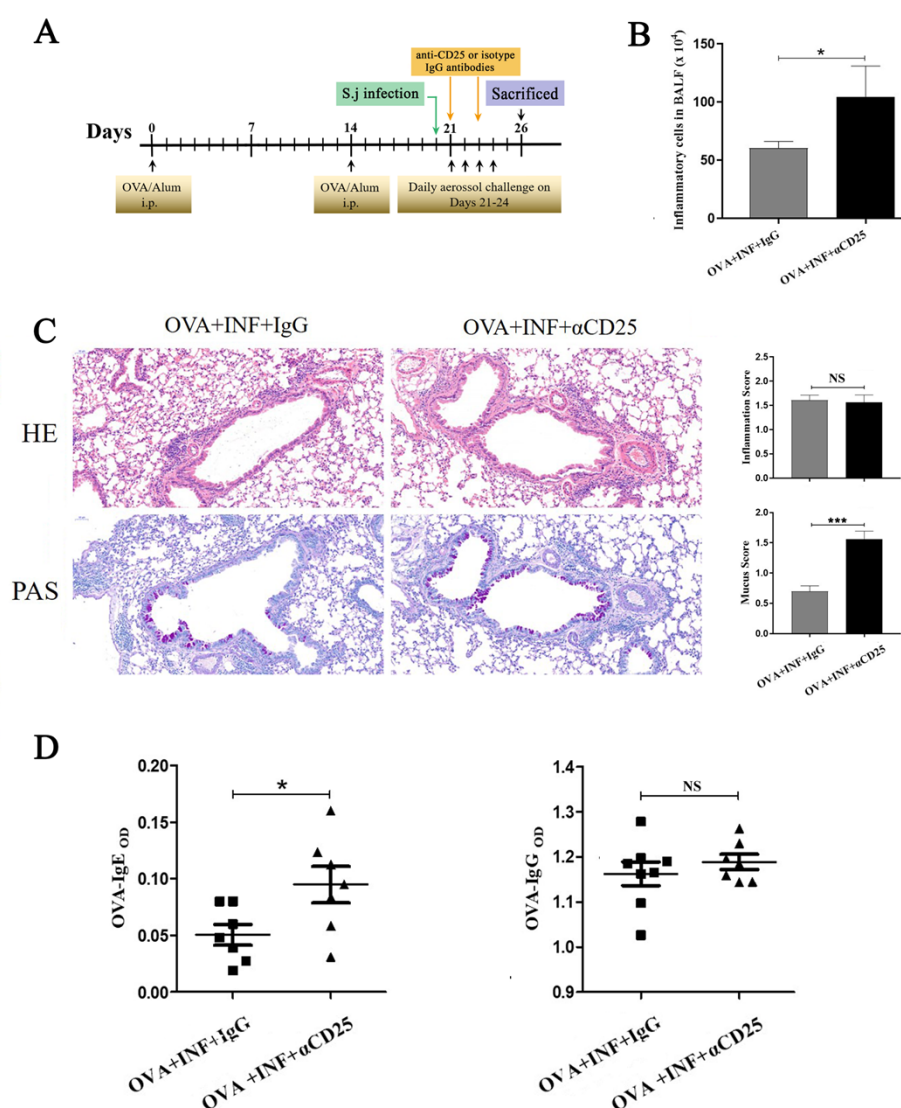 A
anti-CD25 or isotype
IgG antibodies
S.j infection
Sacrificed
Days
0
7
14
21
26
OVA/Alum
i.p.
OVA/Alum
i.p.
Daily aerossol challenge on
Days 21-24
B
Inflammatory cells in BALF (x 10⁴)
150
100
50
0
*
OVA+INF+IgG
OVA+INF+αCD25
C
OVA+INF+IgG
OVA+INF+αCD25
HE
PAS
Inflammation Score
2.5
2.0
1.5
1.0
0.5
0.0
NS
Mucus Score
2.0
1.5
1.0
0.5
0.0
***
OVA+INF+IgG
OVA+INF+αCD25
D
OVA-IgE OD
0.20
0.15
0.10
0.05
0.00
*
OVA+INF+IgG
OVA +INF+αCD25
OVA-IgG OD
1.4
1.3
1.2
1.1
1.0
0.9
NS
OVA+INF+IgG
OVA +INF+αCD25